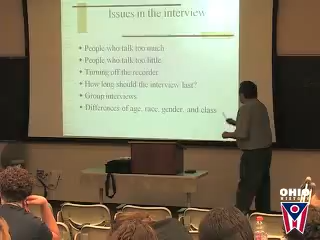 Issues in the interview
• People who talk too much
• People who talk too little
• Turning off the recorder
• How long should the interview last?
• Group interviews
• Differences of age, race, gender, and class
OHIO
HISTORY